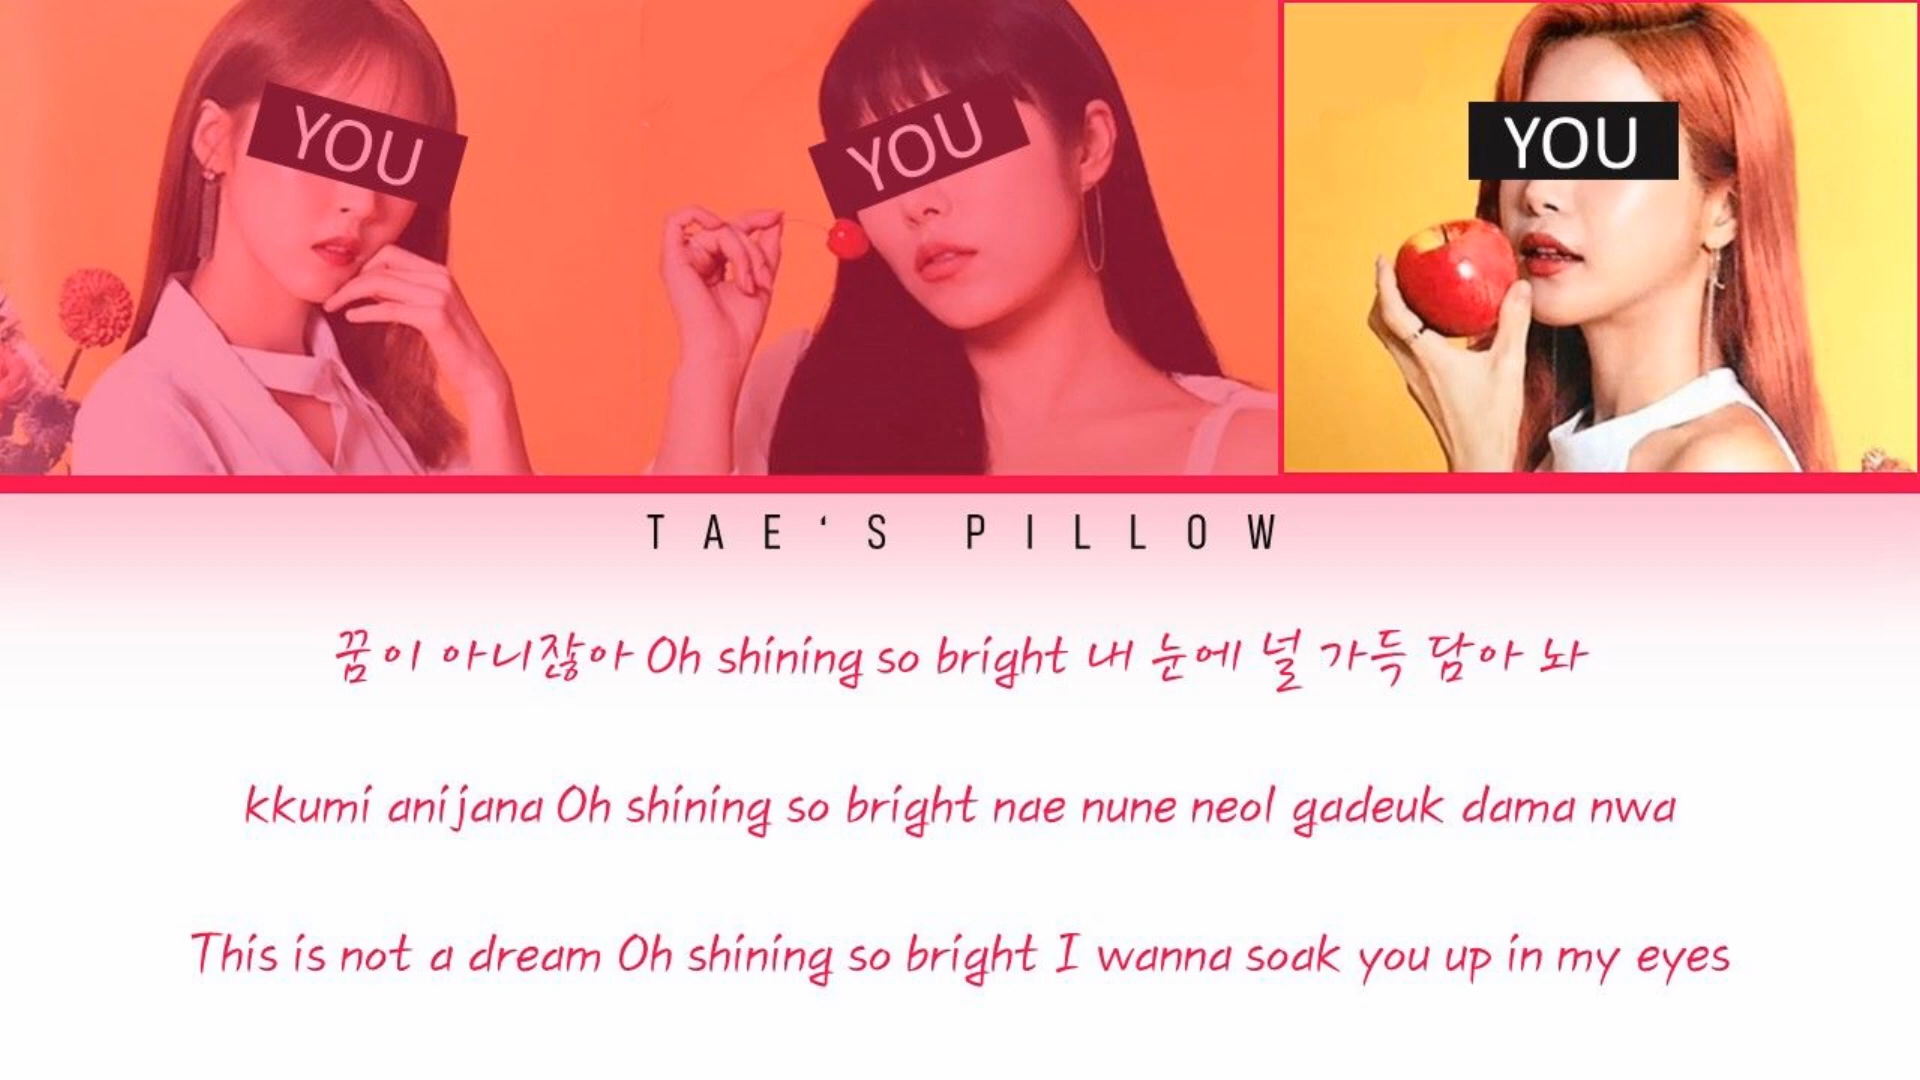 YOU
YOU
YOU
TAE'S PILLOW
꿈이 아니잖아 Oh shining so bright 내 눈에 널 가득 담아 놔
kkumi anijana Oh shining so bright nae nune neol gadeuk dama nwa
This is not a dream Oh shining so bright I wanna soak you up in my eyes